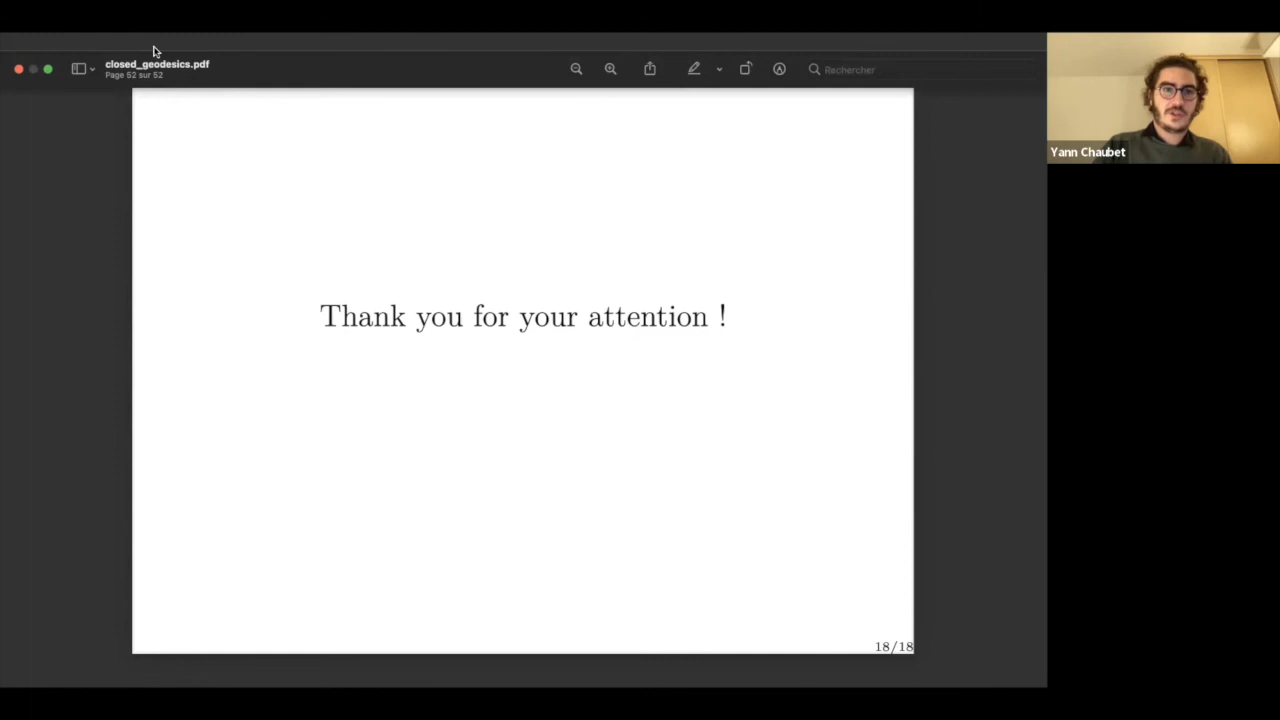 closed_geodesics.pdf
Page 52 sur 52
Rechercher
Yann Chaubet
Thank you for your attention !
18/18